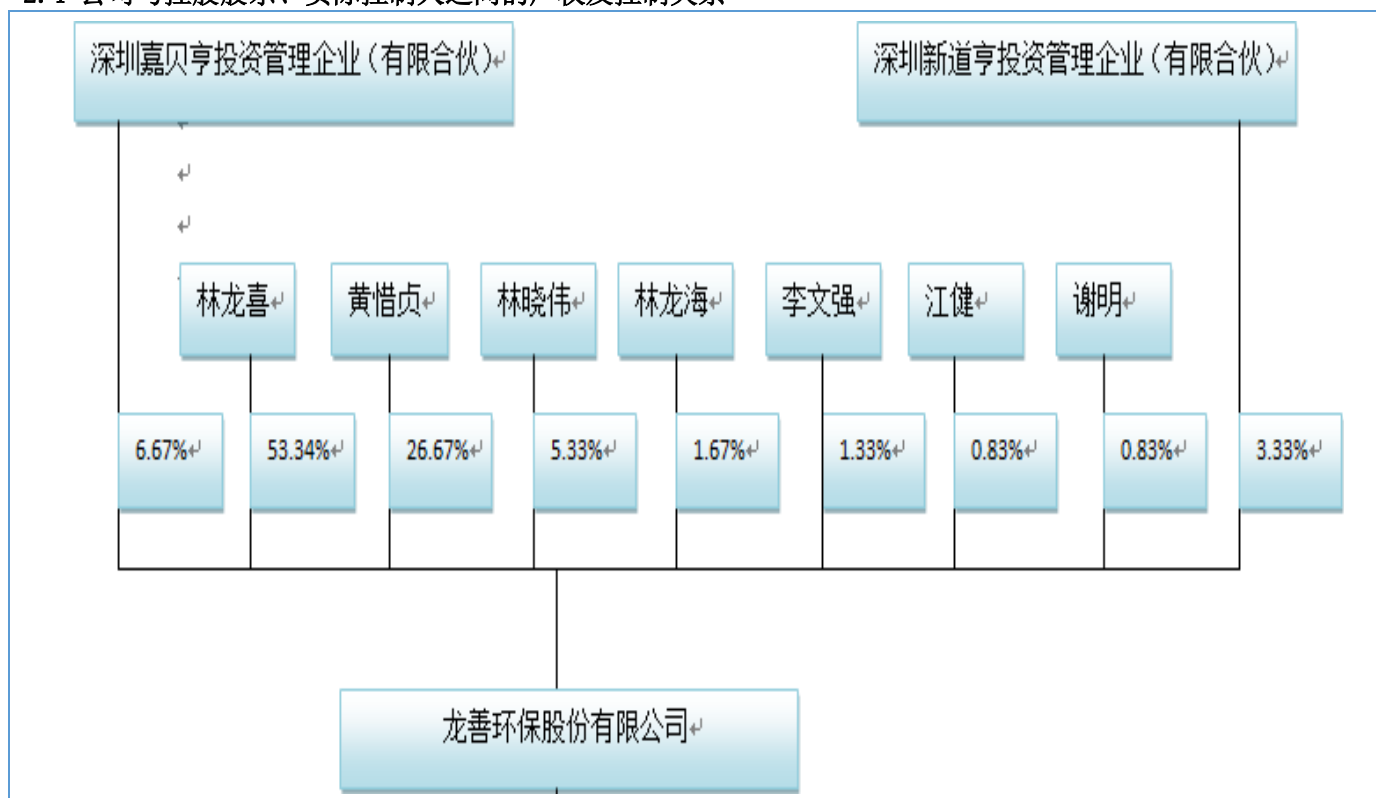 深圳嘉贝亨投资管理企业（有限合伙）
深圳新道亨投资管理企业（有限合伙）
林龙喜
黄惜贞
林晓伟
林龙海
李文强
江健
谢明
6.67%
53.34%
26.67%
5.33%
1.67%
1.33%
0.83%
0.83%
3.33%
龙善环保股份有限公司